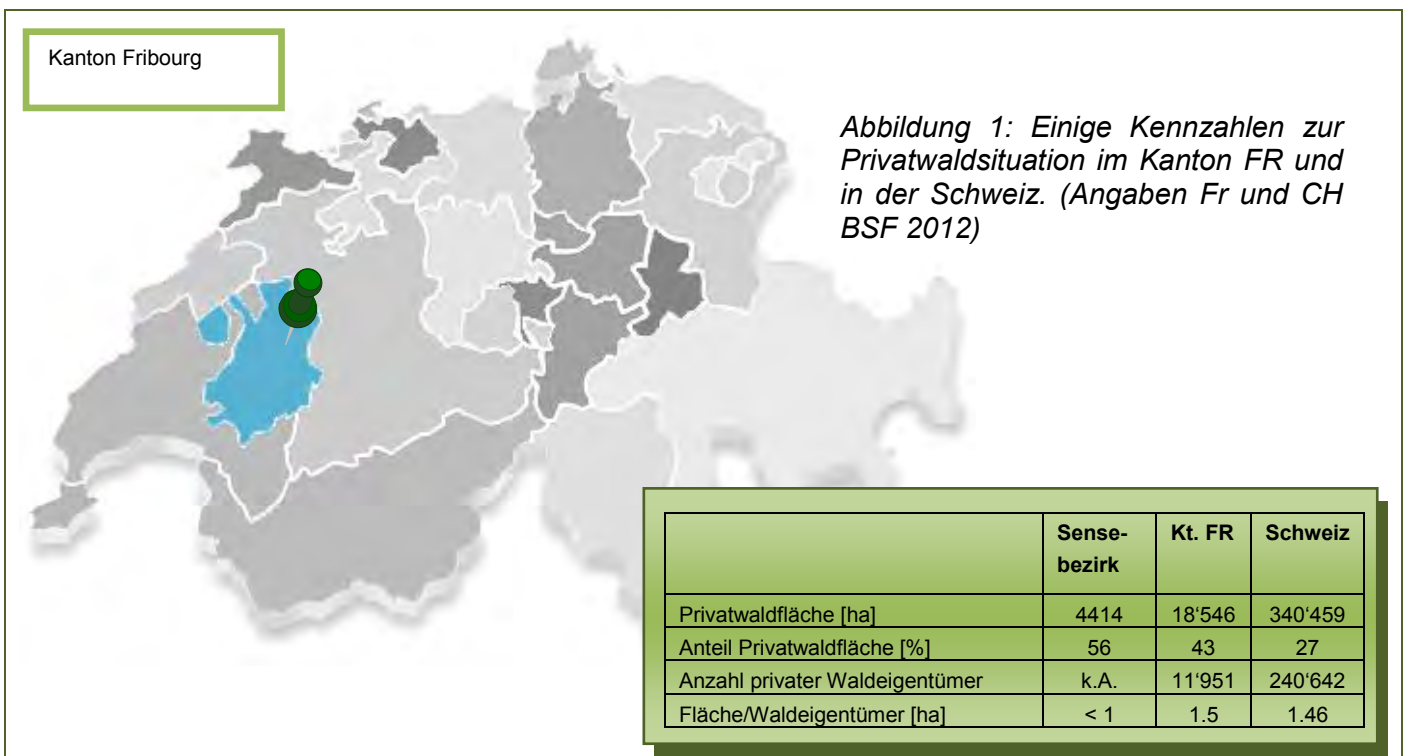 Kanton Fribourg
Abbildung 1: Einige Kennzahlen zur
Privatwaldsituation im Kanton FR und
in der Schweiz. (Angaben Fr und CH
BSF 2012)
Sense- Kt. FR Schweiz
bezirk
Privatwaldfläche [ha] 4414 18‘546 340‘459
Anteil Privatwaldfläche [%] 56 43 27
Anzahl privater Waldeigentümer k.A. 11‘951 240‘642
Fläche/Waldeigentümer [ha] < 1 1.5 1.46